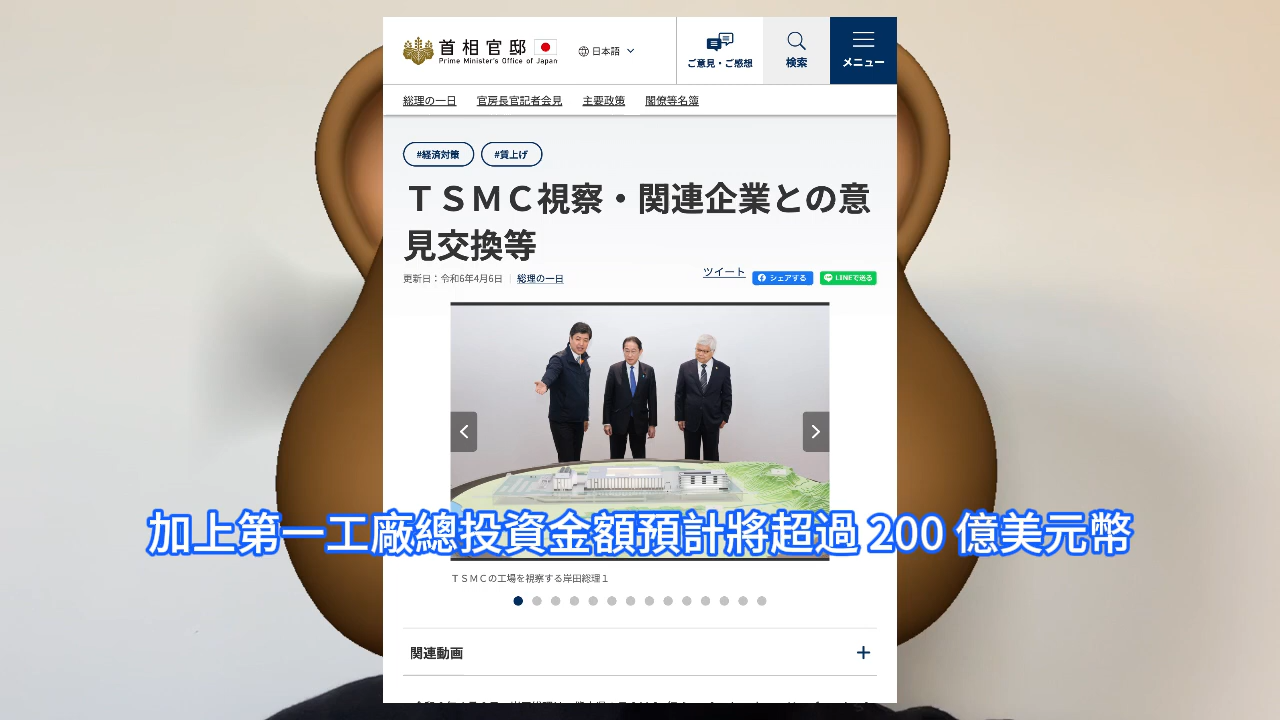 首相官邸
Prime Minister's Office of Japan
日本語
ご意見・ご感想
検索
メニュー
総理の一日
官房長官記者会見
主要政策
閣僚等名簿
#経済対策
#賃上げ
ＴＳＭＣ視察・関連企業との意
見交換等
更新日：令和6年4月6日
総理の一日
ツイート
シェアする
LINEで送る
加上第一工廠總投資金額預計將超過 200 億美元幣
ＴＳＭＣの工場を視察する岸田総理１
関連動画